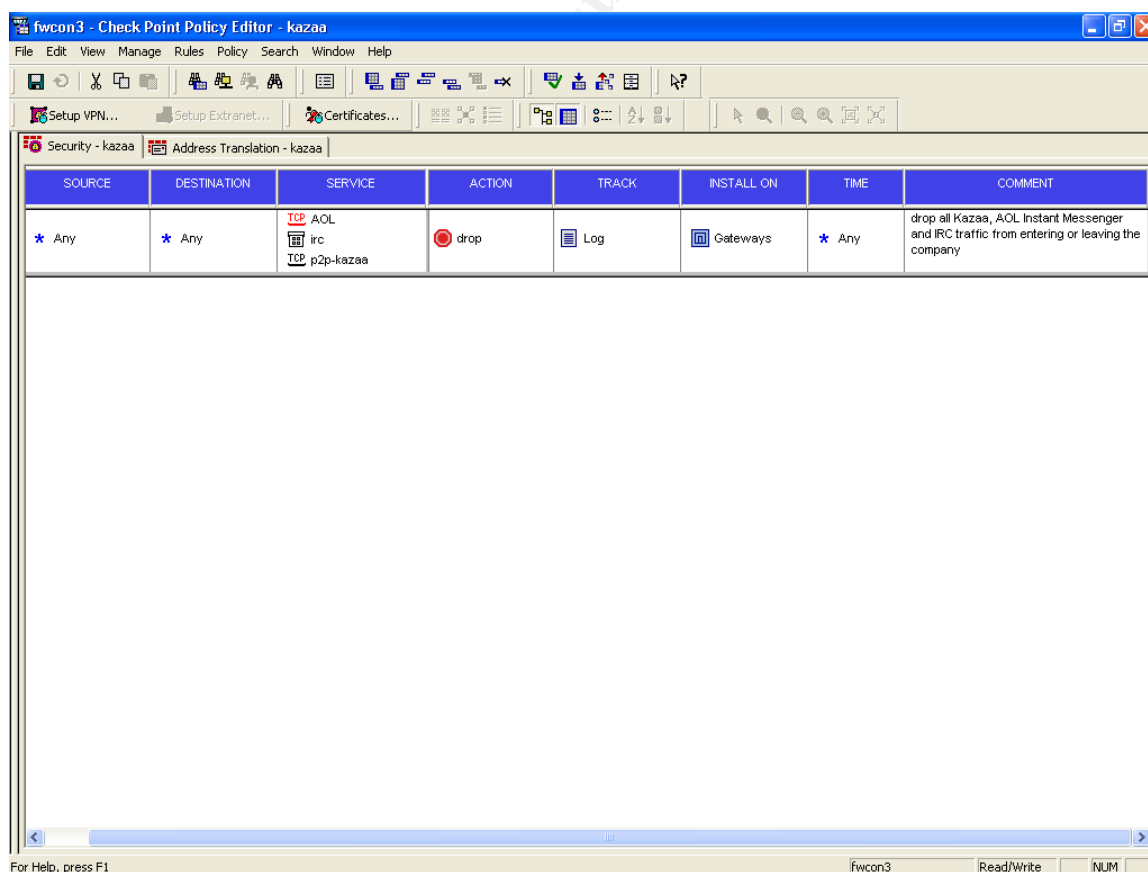 fwcon3 - Check Point Policy Editor - kazaa
File Edit View Manage Rules Policy Search Window Help
Setup VPN... Setup Extranet... Certificates...
Security - kazaa Address Translation - kazaa
SOURCE DESTINATION SERVICE ACTION TRACK INSTALL ON TIME COMMENT
Any Any TCP AOL drop Log Gateways Any drop all Kazaa, AOL Instant Messenger
irc and IRC traffic from entering or leaving the
TCP p2p-kazaa company
For Help, press F1 fwcon3 Read/Write NUM